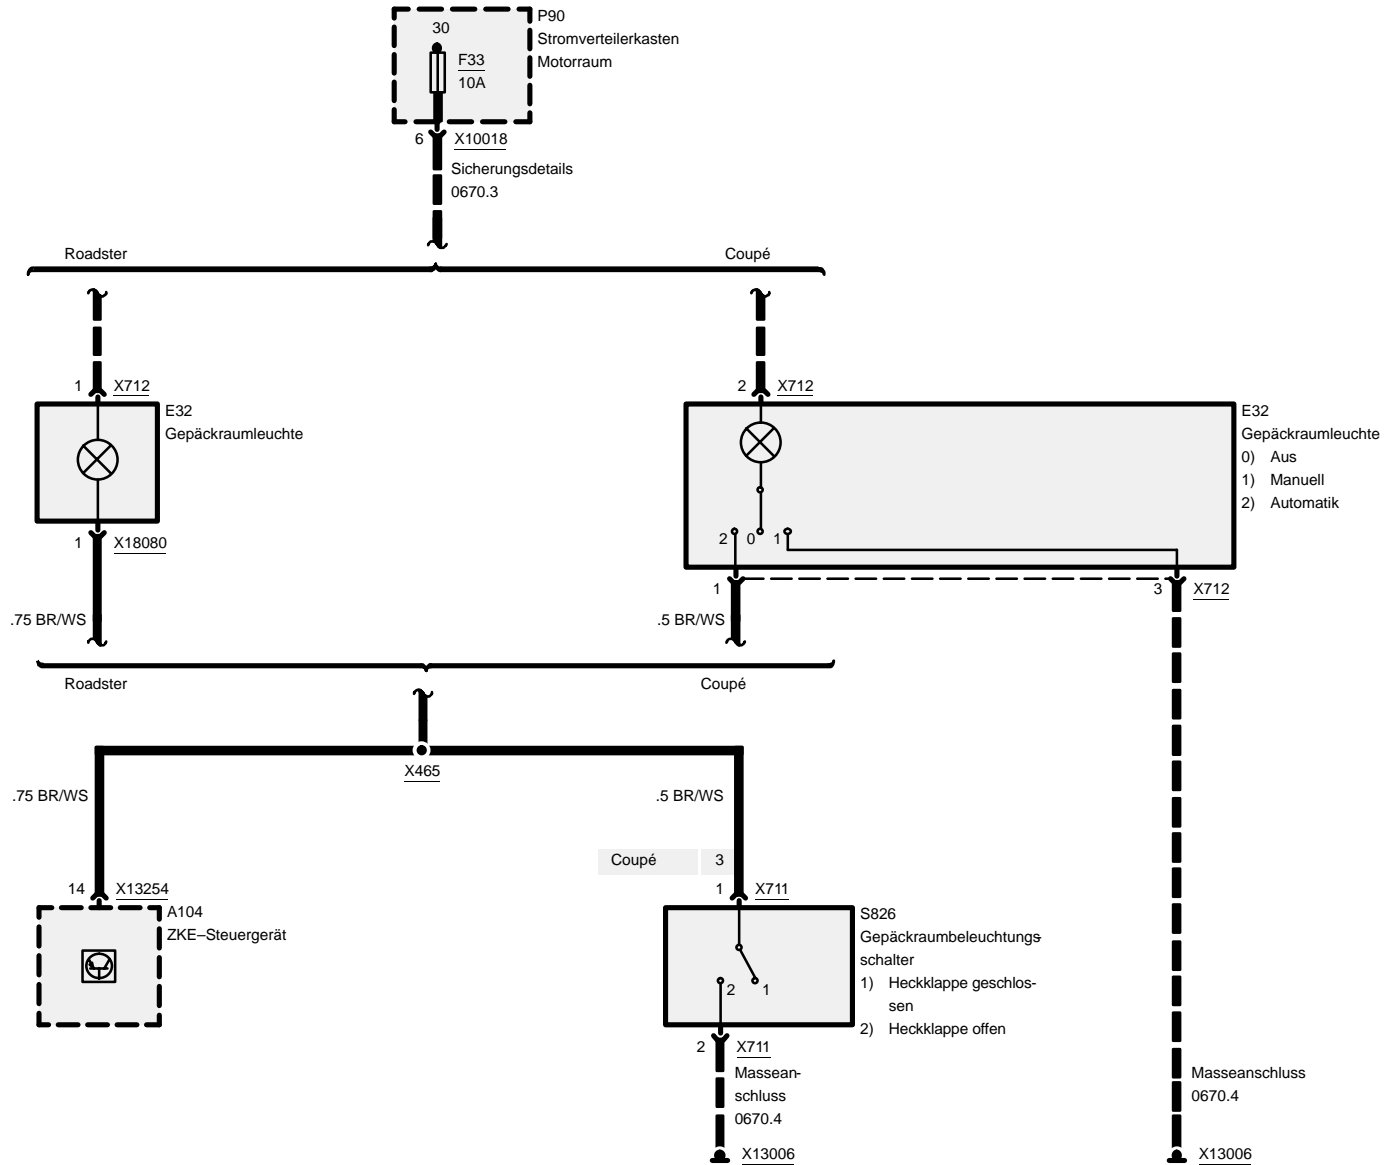 P90
30
Stromverteilerkasten
F33
Motorraum
10A
6 X10018
Sicherungsdetails
0670.3
Roadster
Coupé
1 X712
2 X712
E32
Gepäckraumleuchte
E32
Gepäckraumleuchte
0) Aus
1) Manuell
2) Automatik
2 0 1
1 X18080
1
3 X712
.75 BR/WS
.5 BR/WS
Roadster
Coupé
X465
.75 BR/WS
.5 BR/WS
Coupé 3
14 X13254
1 X711
A104
ZKE–Steuergerät
S826
Gepäckraumbeleuchtungs-
schalter
1) Heckklappe geschlos-
sen
2) Heckklappe offen
2 1
2 X711
Massean-
schluss
0670.4
X13006
Masseanschluss
0670.4
X13006